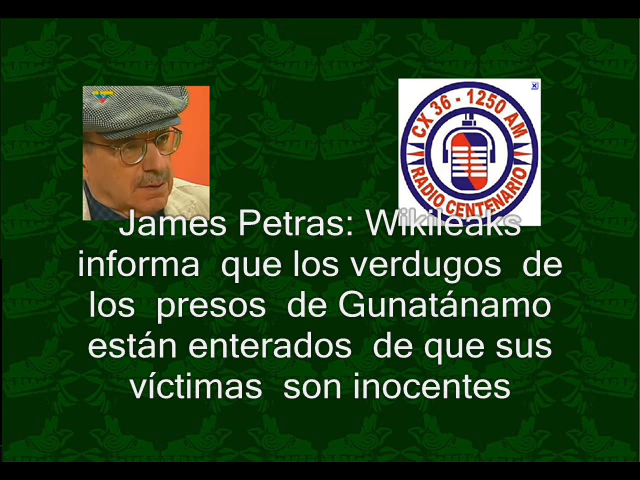 CX 36 - 1250 AM
RADIO CENTENARIO
James Petras: Wikileaks
informa que los verdugos de
los presos de Gunatánamo
están enterados de que sus
víctimas son inocentes